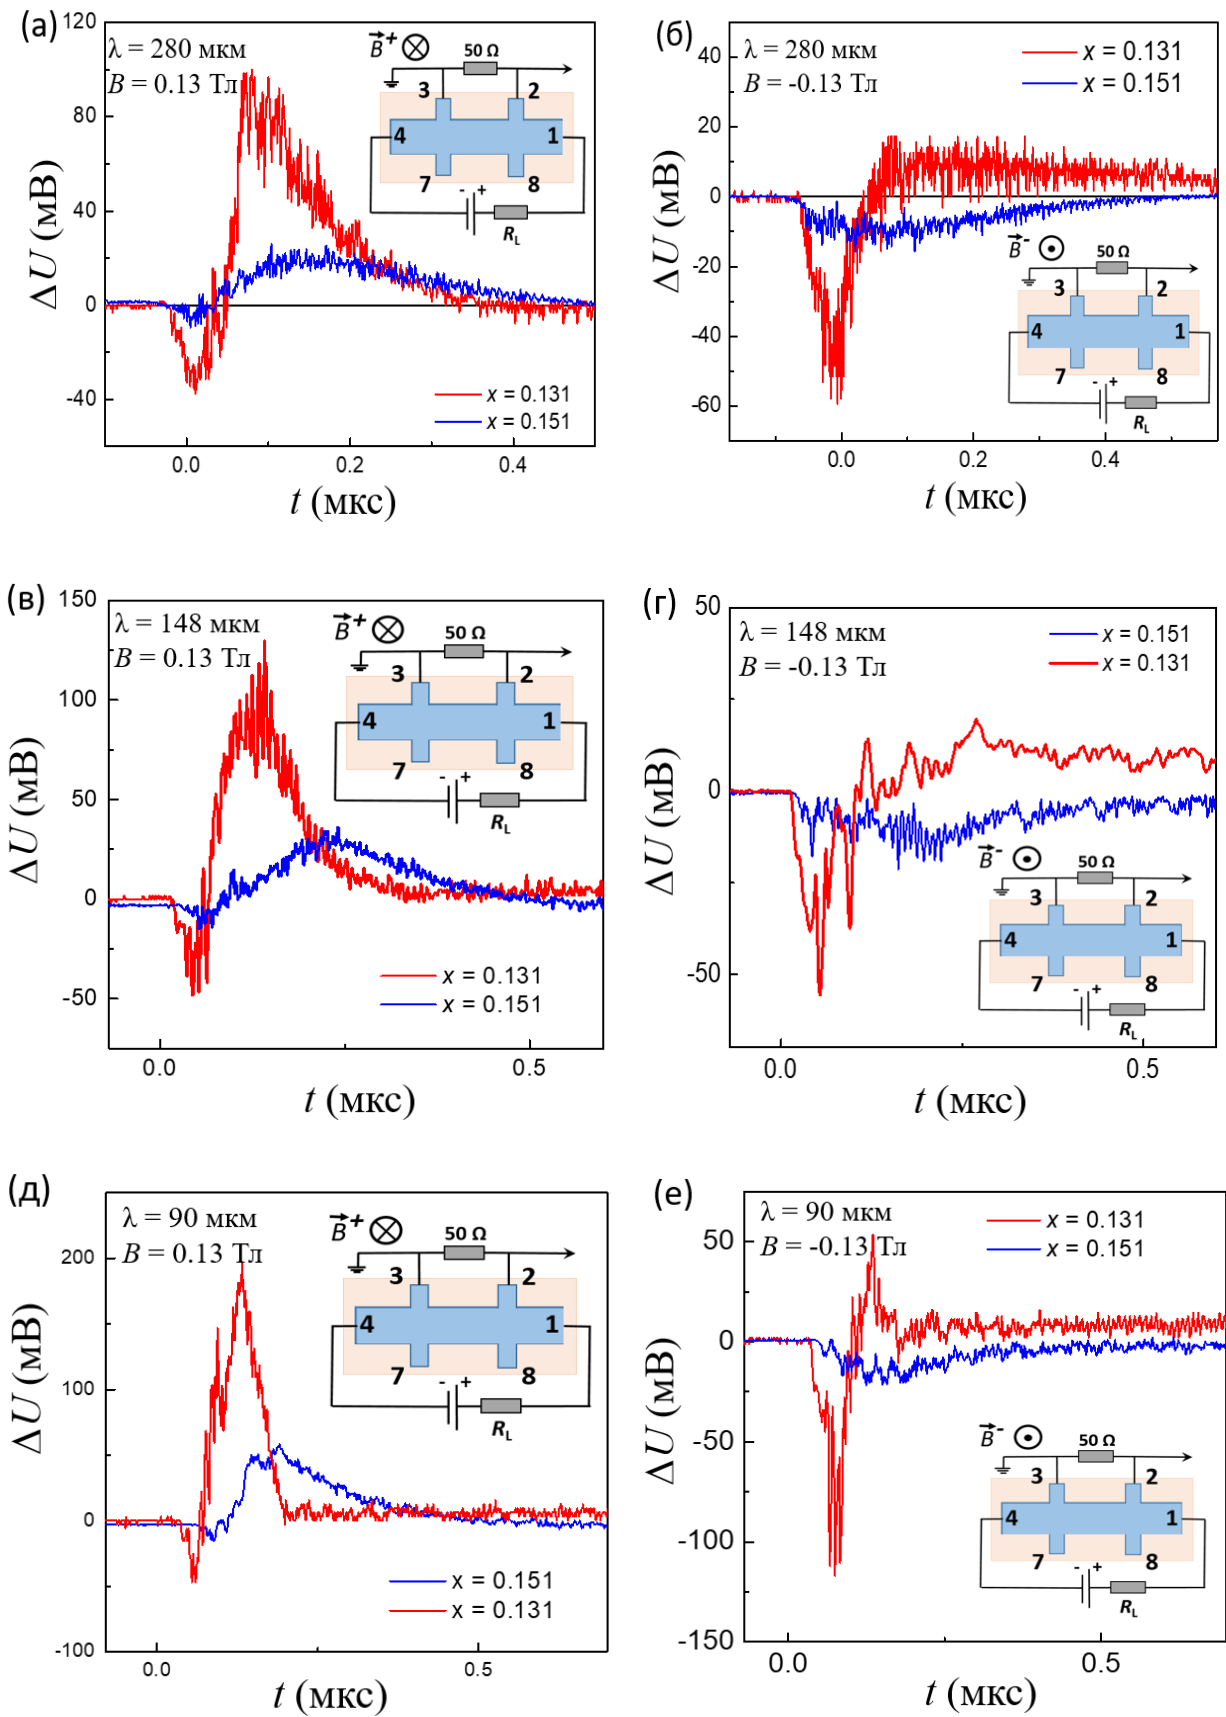 (а)
λ = 280 мкм
B = 0.13 Тл
B⃗⁺
50 Ω
3 2
4 1
7 8
- +
R_L
x = 0.131
x = 0.151
120
80
40
0
-40
0.0 0.2 0.4
ΔU (мВ)
t (мкс)
(б)
λ = 280 мкм
B = -0.13 Тл
x = 0.131
x = 0.151
B⃗⁻
50 Ω
3 2
4 1
7 8
- +
R_L
40
20
0
-20
-40
-60
0.0 0.2 0.4
ΔU (мВ)
t (мкс)
(в)
λ = 148 мкм
B = 0.13 Тл
B⃗⁺
50 Ω
3 2
4 1
7 8
- +
R_L
x = 0.131
x = 0.151
150
100
50
0
-50
0.0 0.5
ΔU (мВ)
t (мкс)
(г)
λ = 148 мкм
B = -0.13 Тл
x = 0.151
x = 0.131
B⃗⁻
50 Ω
3 2
4 1
7 8
- +
R_L
50
0
-50
0.0 0.5
ΔU (мВ)
t (мкс)
(д)
λ = 90 мкм
B = 0.13 Тл
B⃗⁺
50 Ω
3 2
4 1
7 8
- +
R_L
x = 0.151
x = 0.131
200
100
0
-100
0.0 0.5
ΔU (мВ)
t (мкс)
(е)
λ = 90 мкм
B = -0.13 Тл
x = 0.131
x = 0.151
B⃗⁻
50 Ω
3 2
4 1
7 8
- +
R_L
50
0
-50
-100
-150
0.0 0.5
ΔU (мВ)
t (мкс)